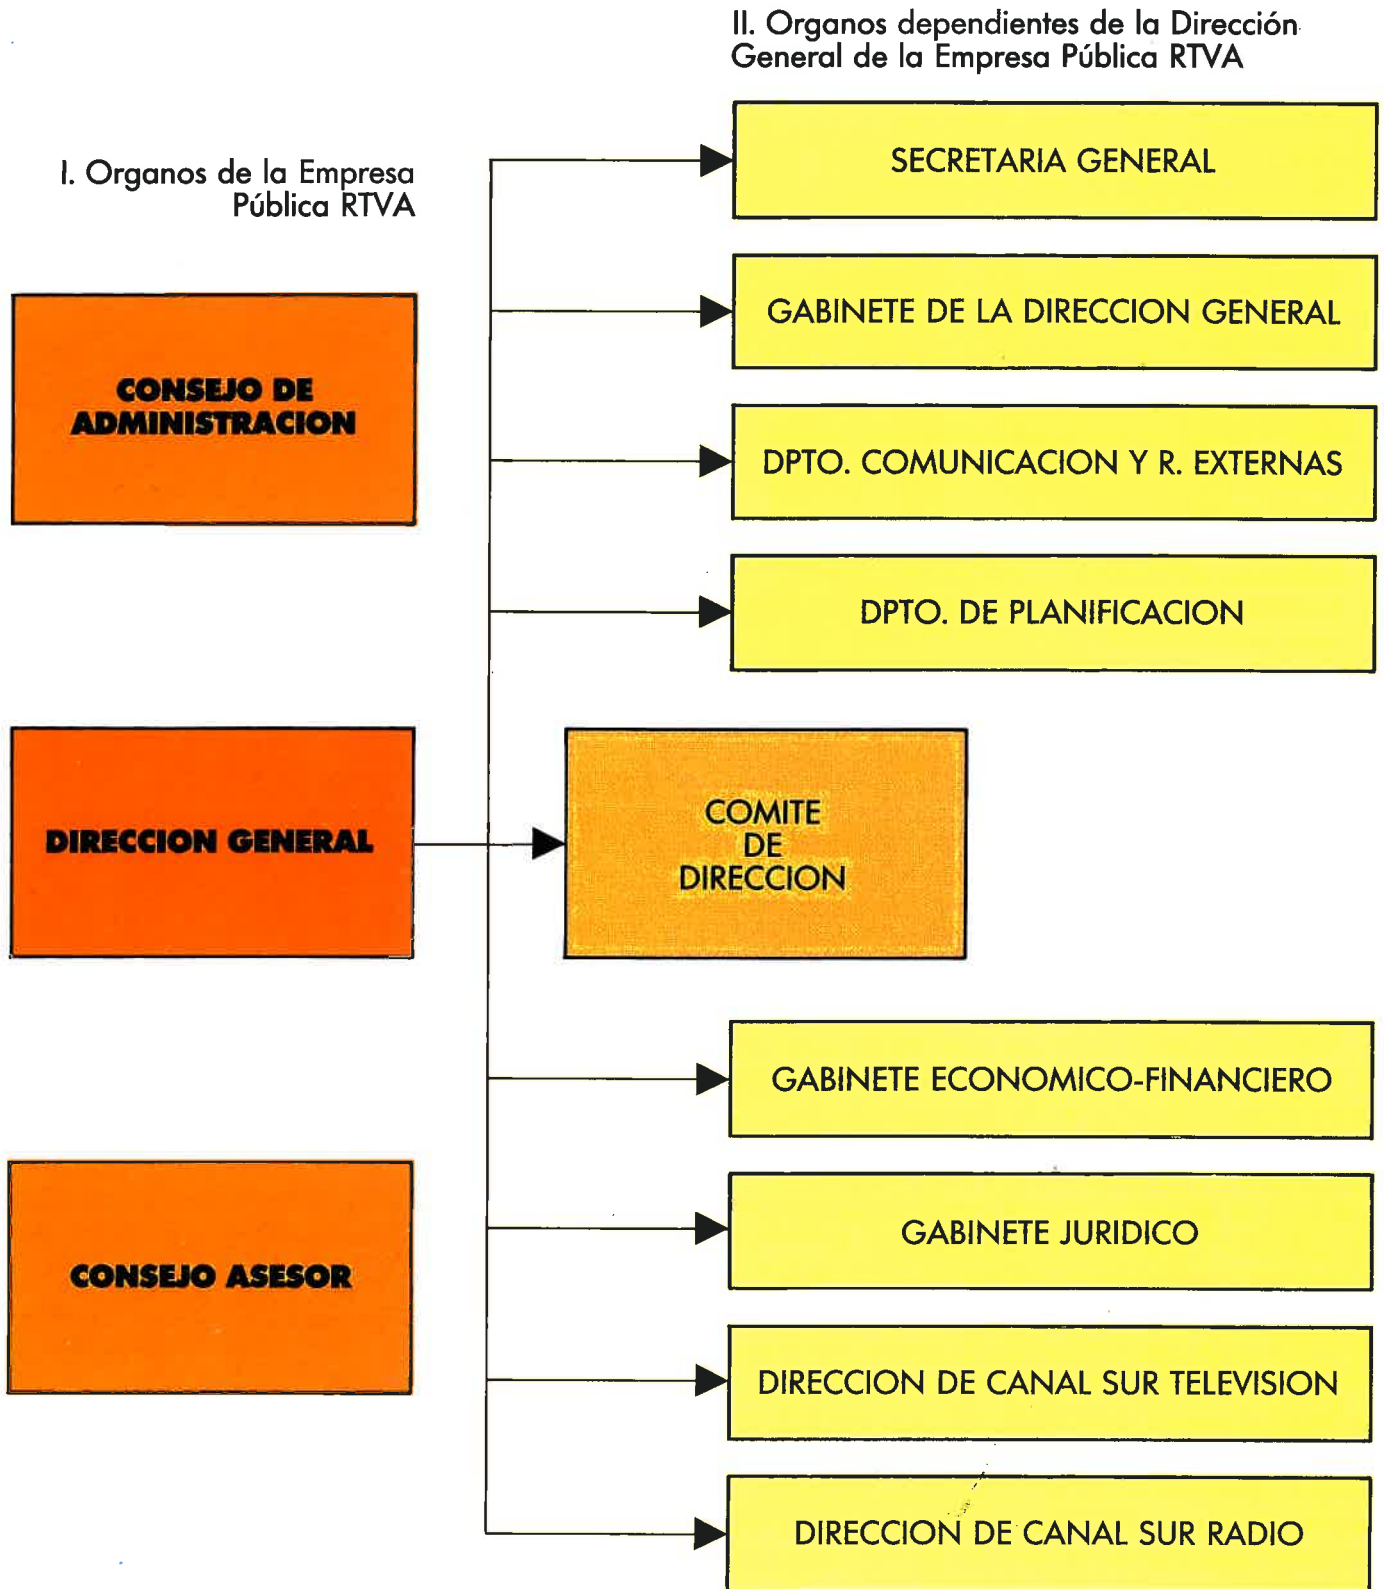 II. Organos dependientes de la Dirección
General de la Empresa Pública RTVA
I. Organos de la Empresa
Pública RTVA
SECRETARIA GENERAL
GABINETE DE LA DIRECCION GENERAL
CONSEJO DE
ADMINISTRACION
DPTO. COMUNICACION Y R. EXTERNAS
DPTO. DE PLANIFICACION
DIRECCION GENERAL
COMITE
DE
DIRECCION
GABINETE ECONOMICO-FINANCIERO
GABINETE JURIDICO
CONSEJO ASESOR
DIRECCION DE CANAL SUR TELEVISION
DIRECCION DE CANAL SUR RADIO